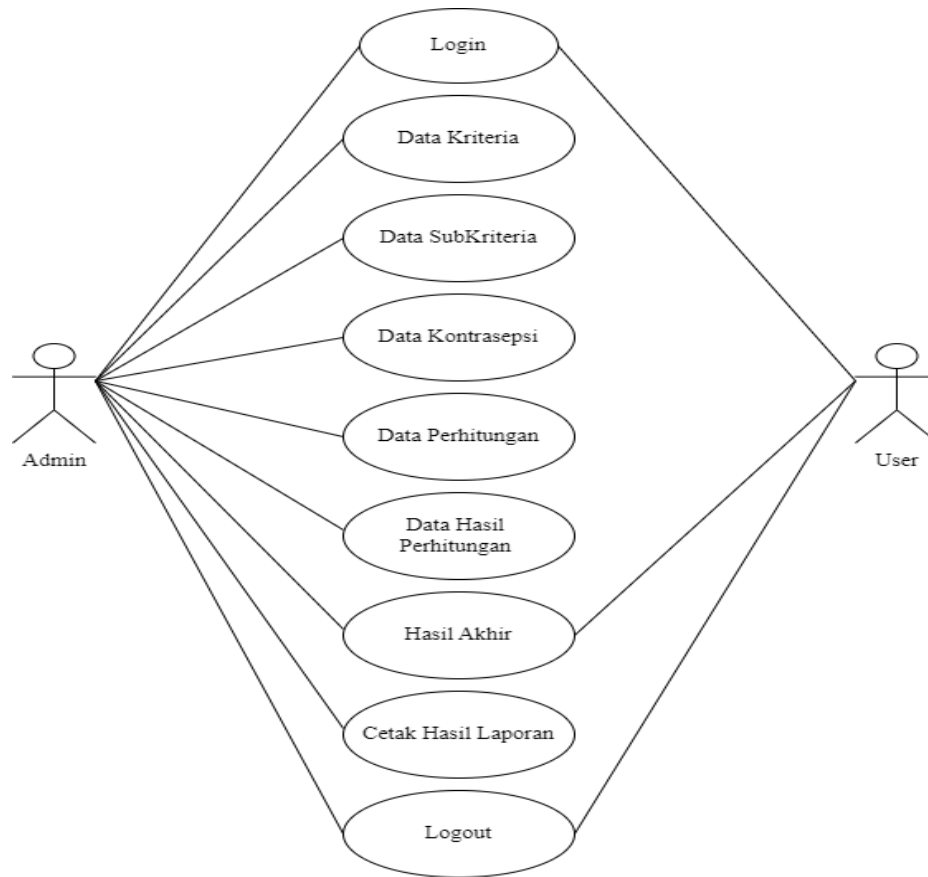 Login
Data Kriteria
Data SubKriteria
Data Kontrasepsi
Admin
User
Data Perhitungan
Data Hasil
Perhitungan
Hasil Akhir
Cetak Hasil Laporan
Logout